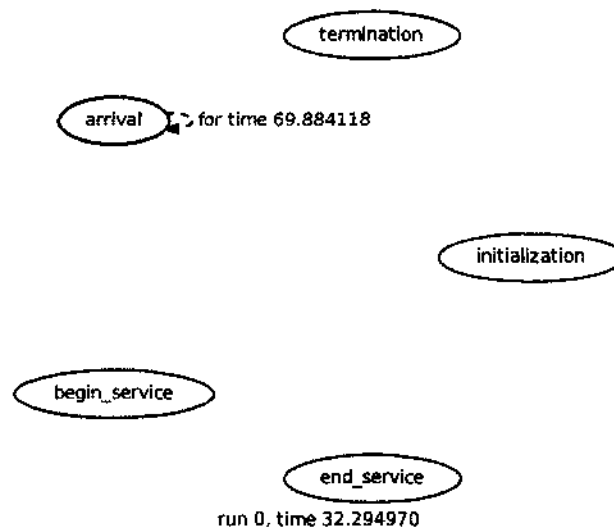 termination
arrival
for time 69.884118
initialization
begin_service
end_service
run 0, time 32.294970